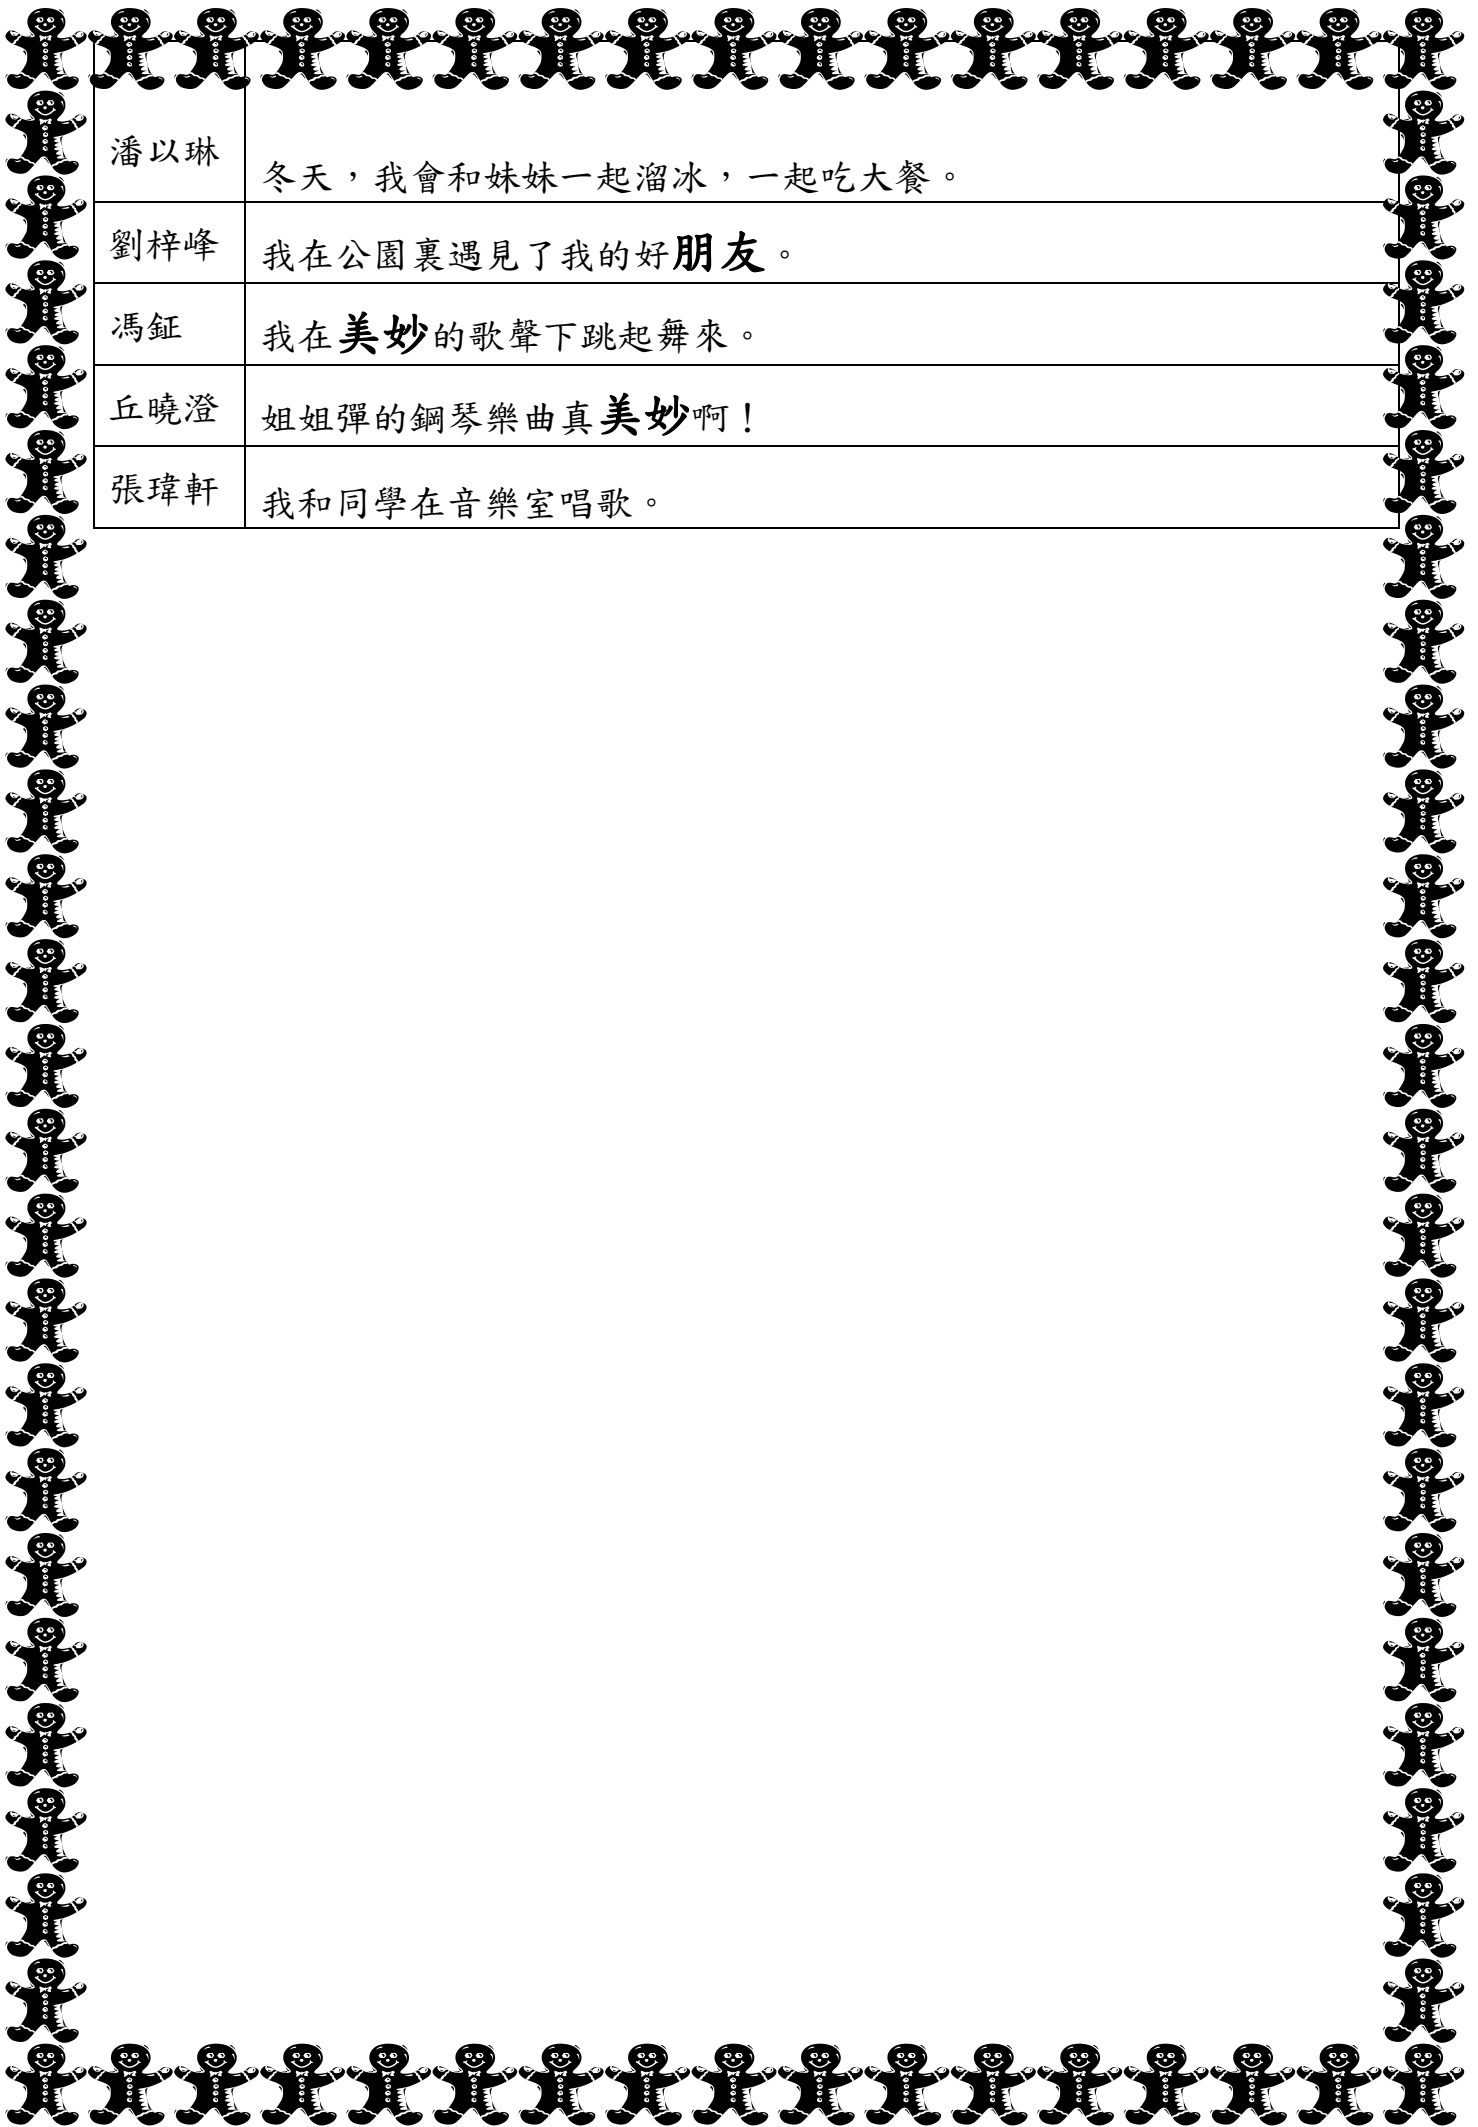 潘以琳 冬天，我會和妹妹一起溜冰，一起吃大餐。
劉梓峰 我在公園裏遇見了我的好朋友。
馮鉦 我在美妙的歌聲下跳起舞來。
丘曉澄 姐姐彈的鋼琴樂曲真美妙啊！
張瑋軒 我和同學在音樂室唱歌。